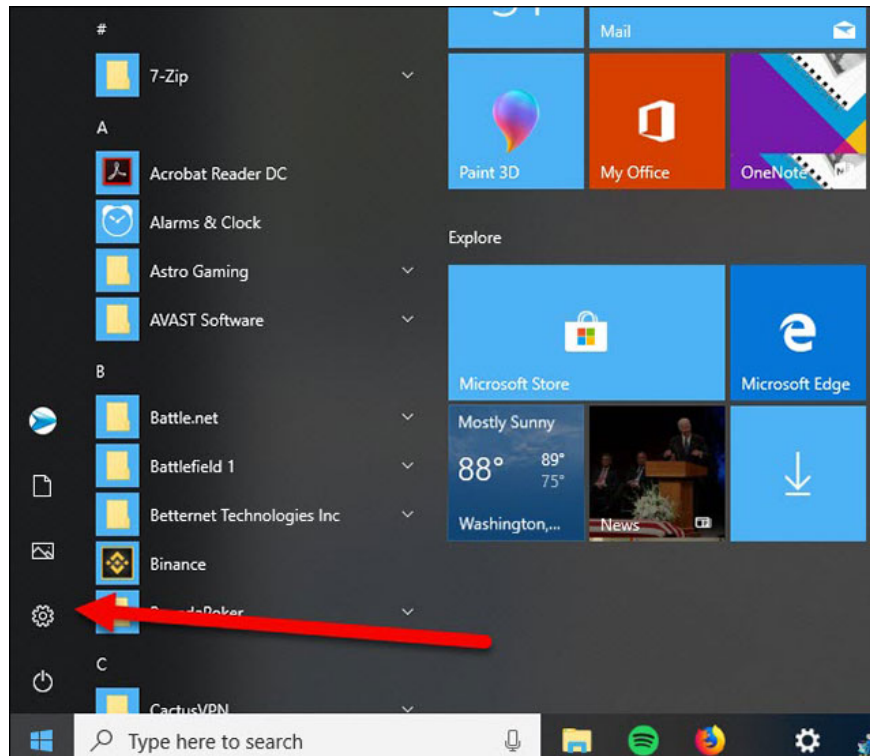 #
7-Zip
A
Acrobat Reader DC
Alarms & Clock
Astro Gaming
AVAST Software
B
Battle.net
Battlefield 1
Betternet Technologies Inc
Binance
C
CactusVPN
Type here to search
Mail
Paint 3D
My Office
OneNote
Explore
Microsoft Store
Microsoft Edge
Mostly Sunny
88° 89°
75°
Washington,...
News